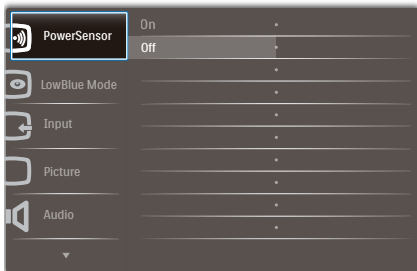 PowerSensor
On
Off
LowBlue Mode
Input
Picture
Audio